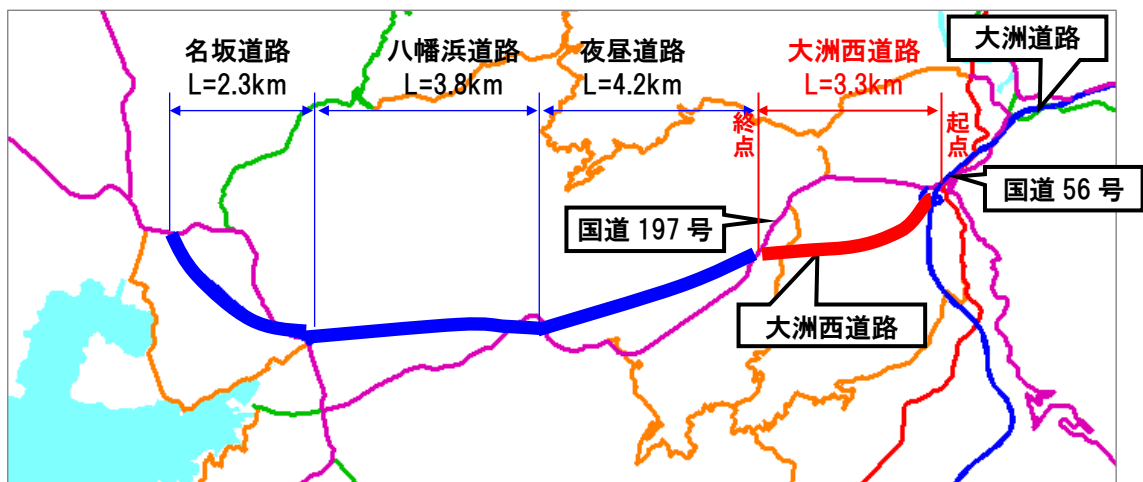 名坂道路
L=2.3km
八幡浜道路
L=3.8km
夜昼道路
L=4.2km
大洲西道路
L=3.3km
大洲道路
終点
起点
国道 56 号
国道 197 号
大洲西道路